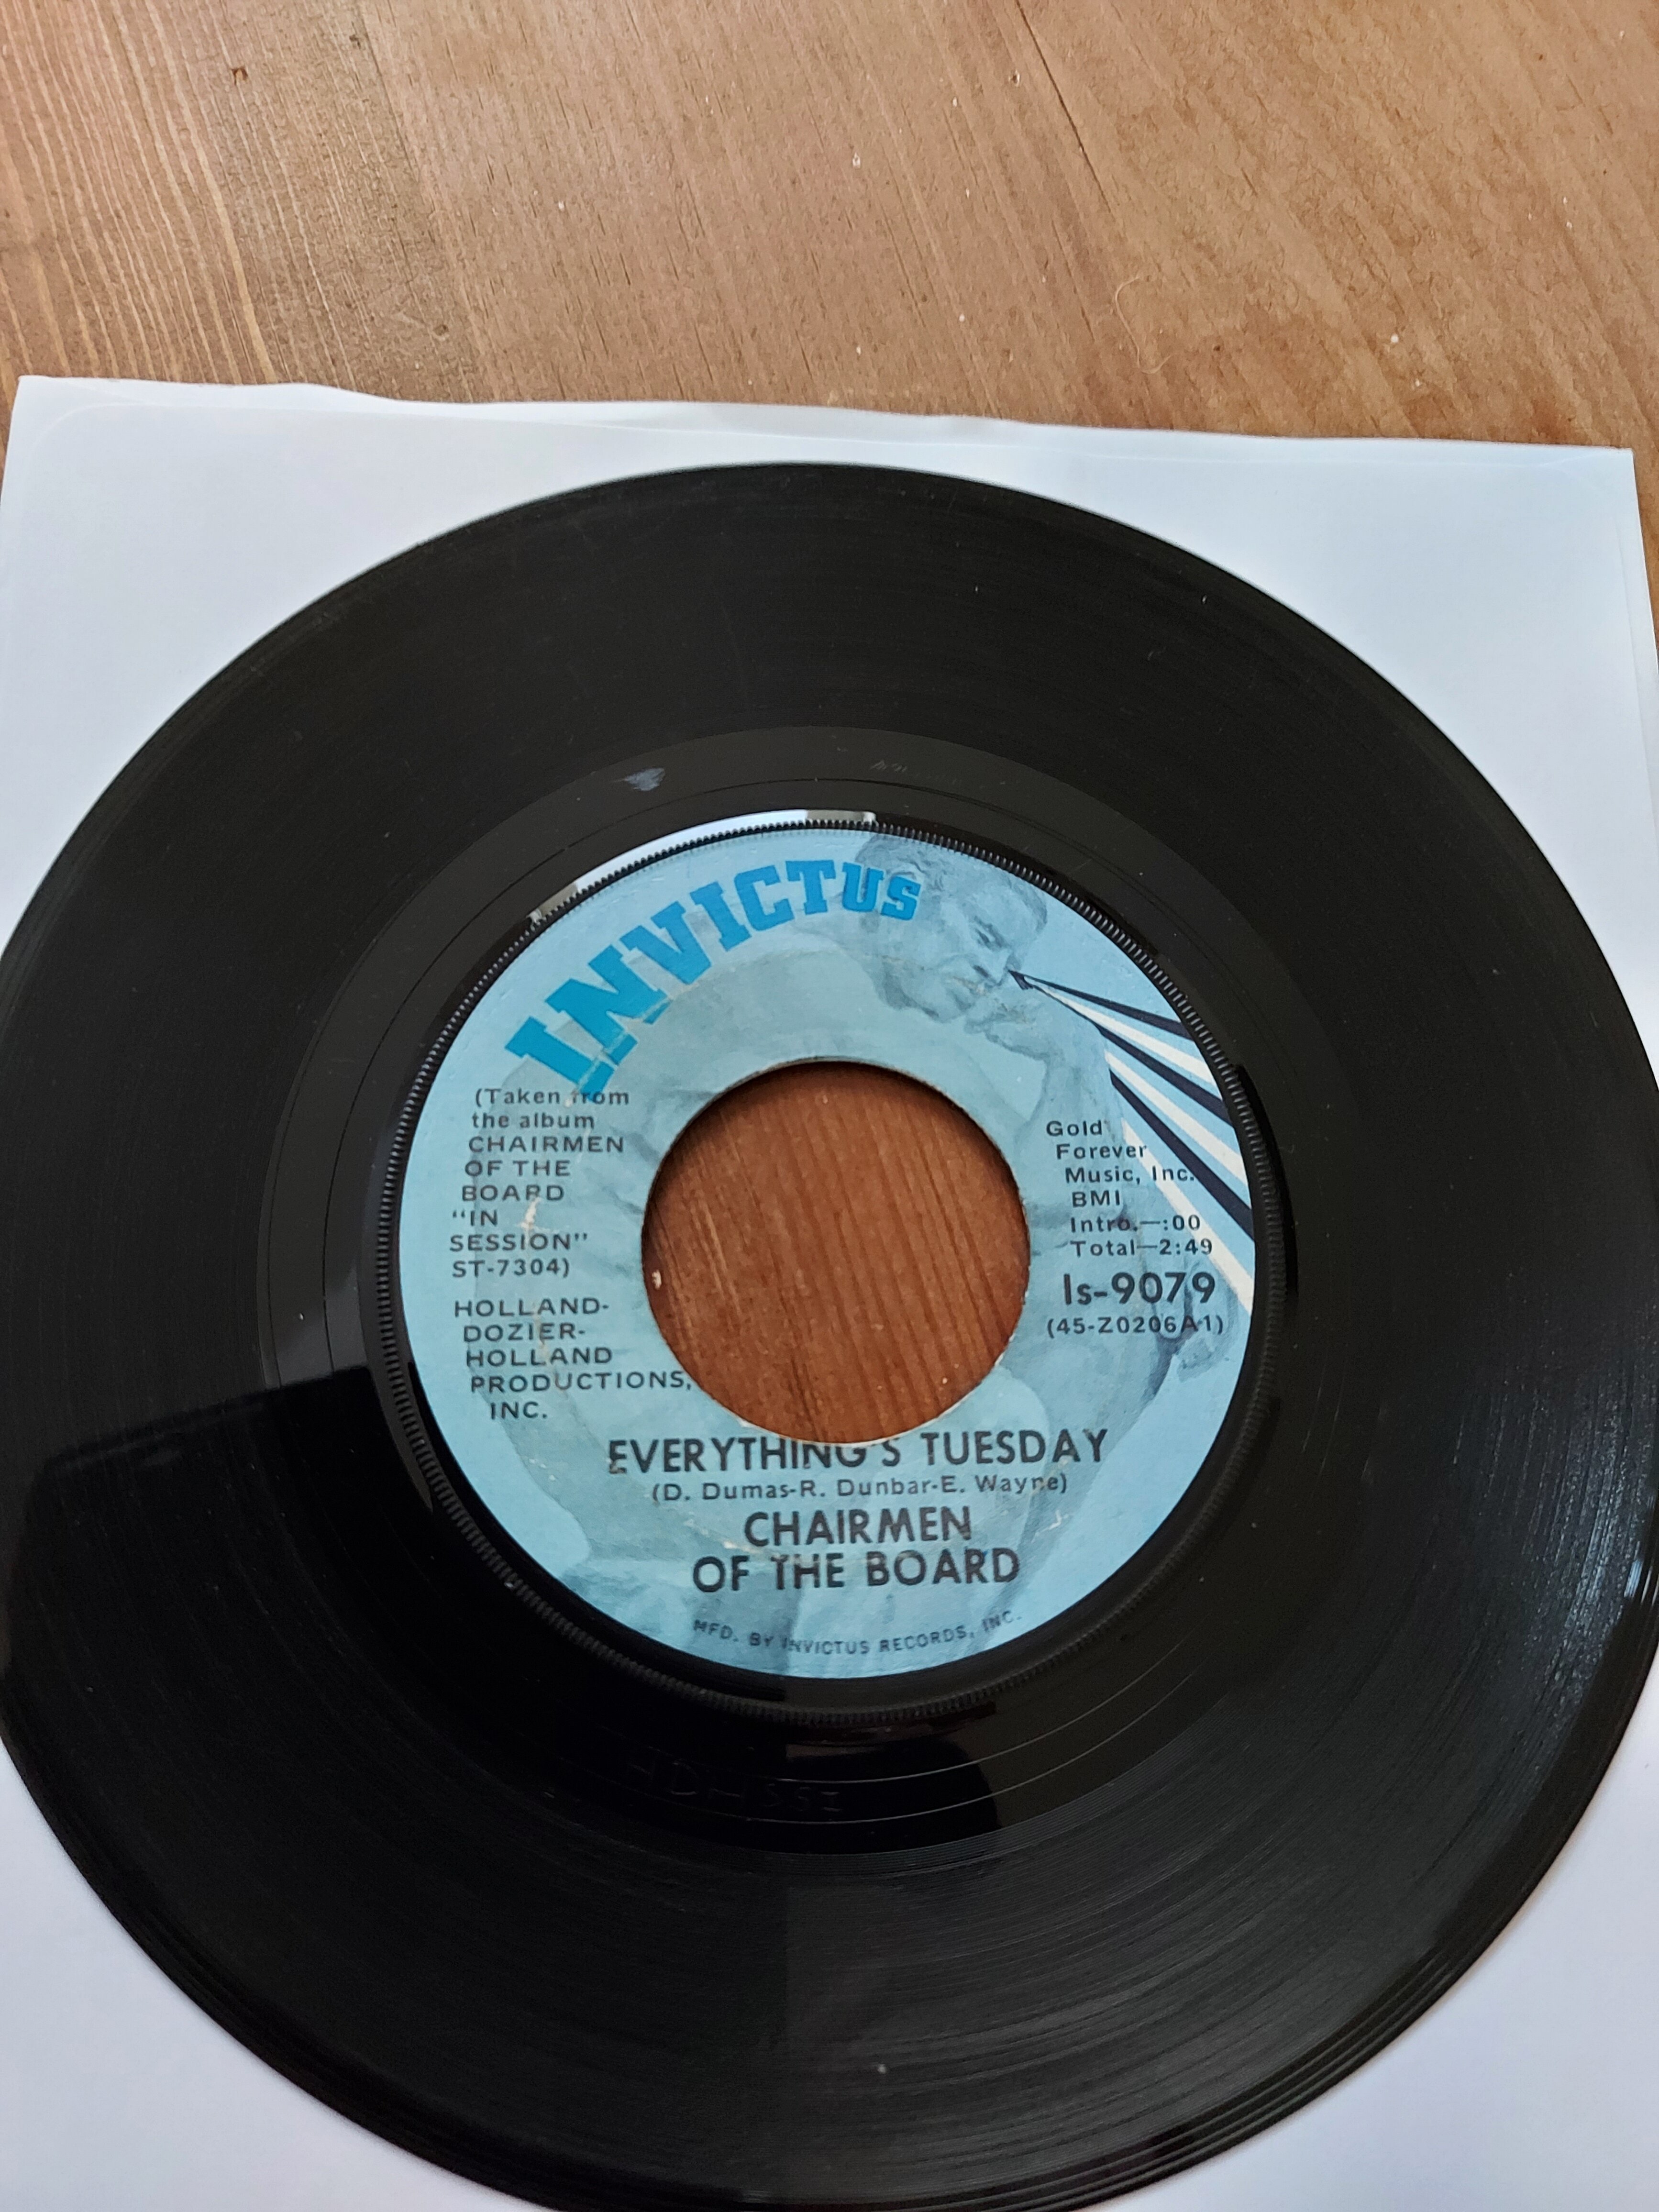 INVICTUS
(Taken from
the album
CHAIRMEN
OF THE
BOARD
“IN
SESSION”
ST-7304)
HOLLAND-
DOZIER-
HOLLAND
PRODUCTIONS,
INC.
Gold
Forever
Music, Inc.
BMI
Intro.—:00
Total—2:49
Is-9079
(45-Z0206A1)
EVERYTHING'S TUESDAY
(D. Dumas-R. Dunbar-E. Wayne)
CHAIRMEN
OF THE BOARD
MFD. BY INVICTUS RECORDS, INC.